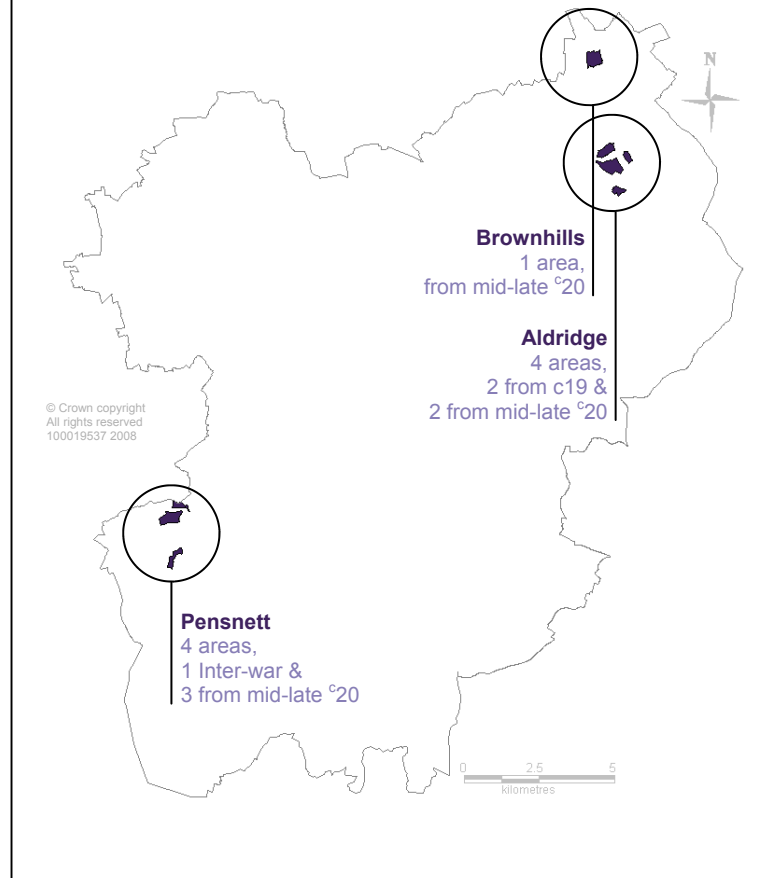 N
Brownhills
1 area,
from mid-late c20
Aldridge
4 areas,
2 from c19 &
2 from mid-late c20
© Crown copyright
All rights reserved
100019537 2008
Pensnett
4 areas,
1 Inter-war &
3 from mid-late c20
0 2.5 5
kilometres